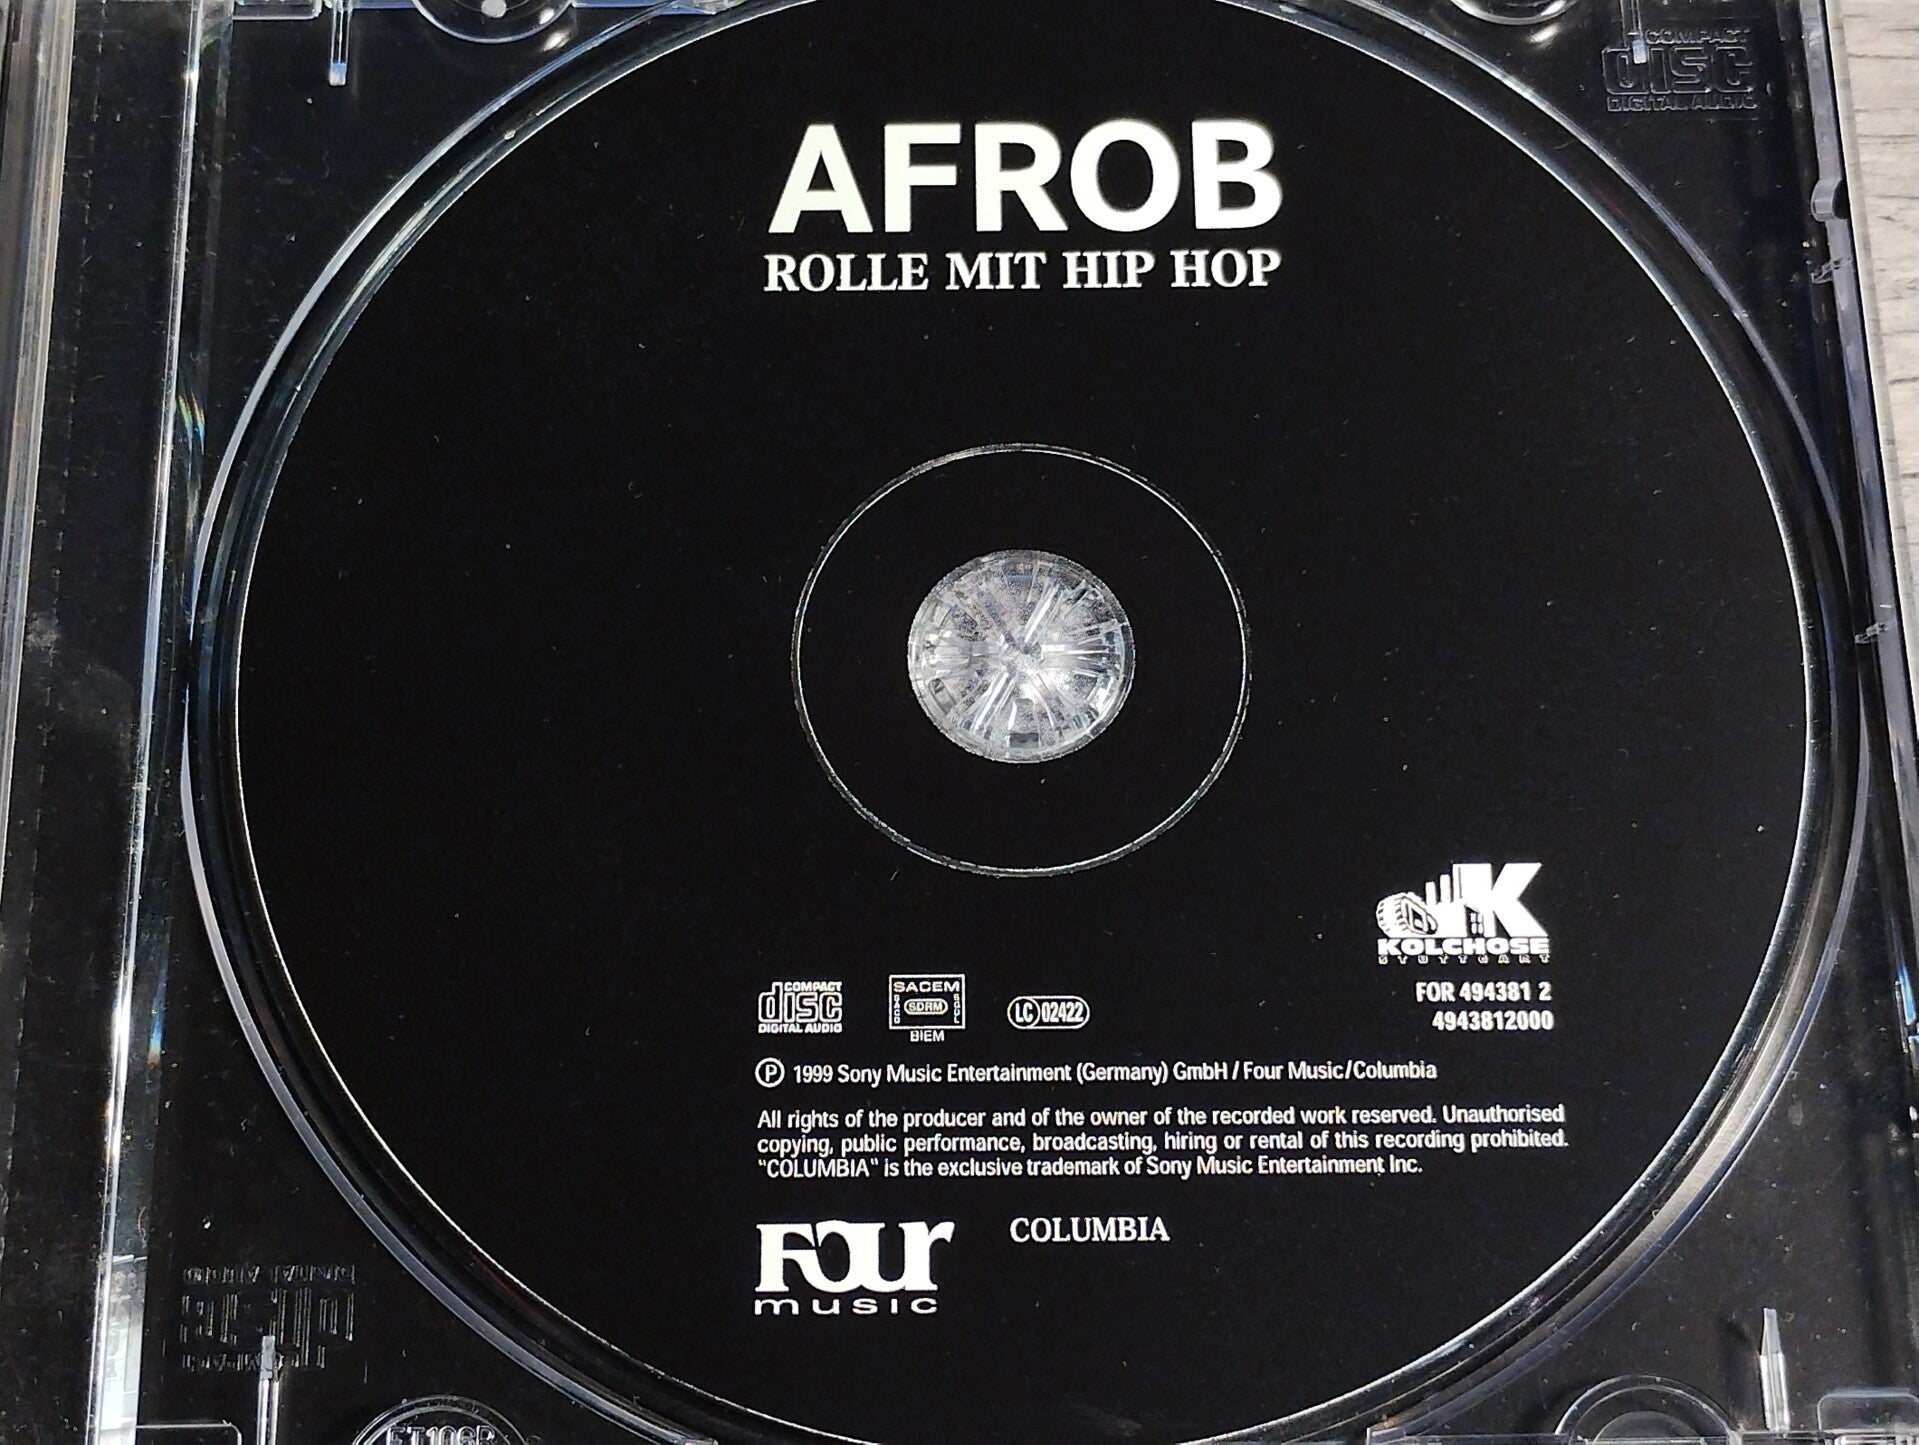 COMPACT
disc
DIGITAL AUDIO
AFROB
ROLLE MIT HIP HOP
K
KOLCHOSE
STUTTGART
FOR 494381 2
4943812000
COMPACT
disc
DIGITAL AUDIO
SACEM
SACD SDRM SGDL
BIEM
LC 02422
Ⓟ 1999 Sony Music Entertainment (Germany) GmbH / Four Music/Columbia
All rights of the producer and of the owner of the recorded work reserved. Unauthorised
copying, public performance, broadcasting, hiring or rental of this recording prohibited.
"COLUMBIA" is the exclusive trademark of Sony Music Entertainment Inc.
Four
music
COLUMBIA